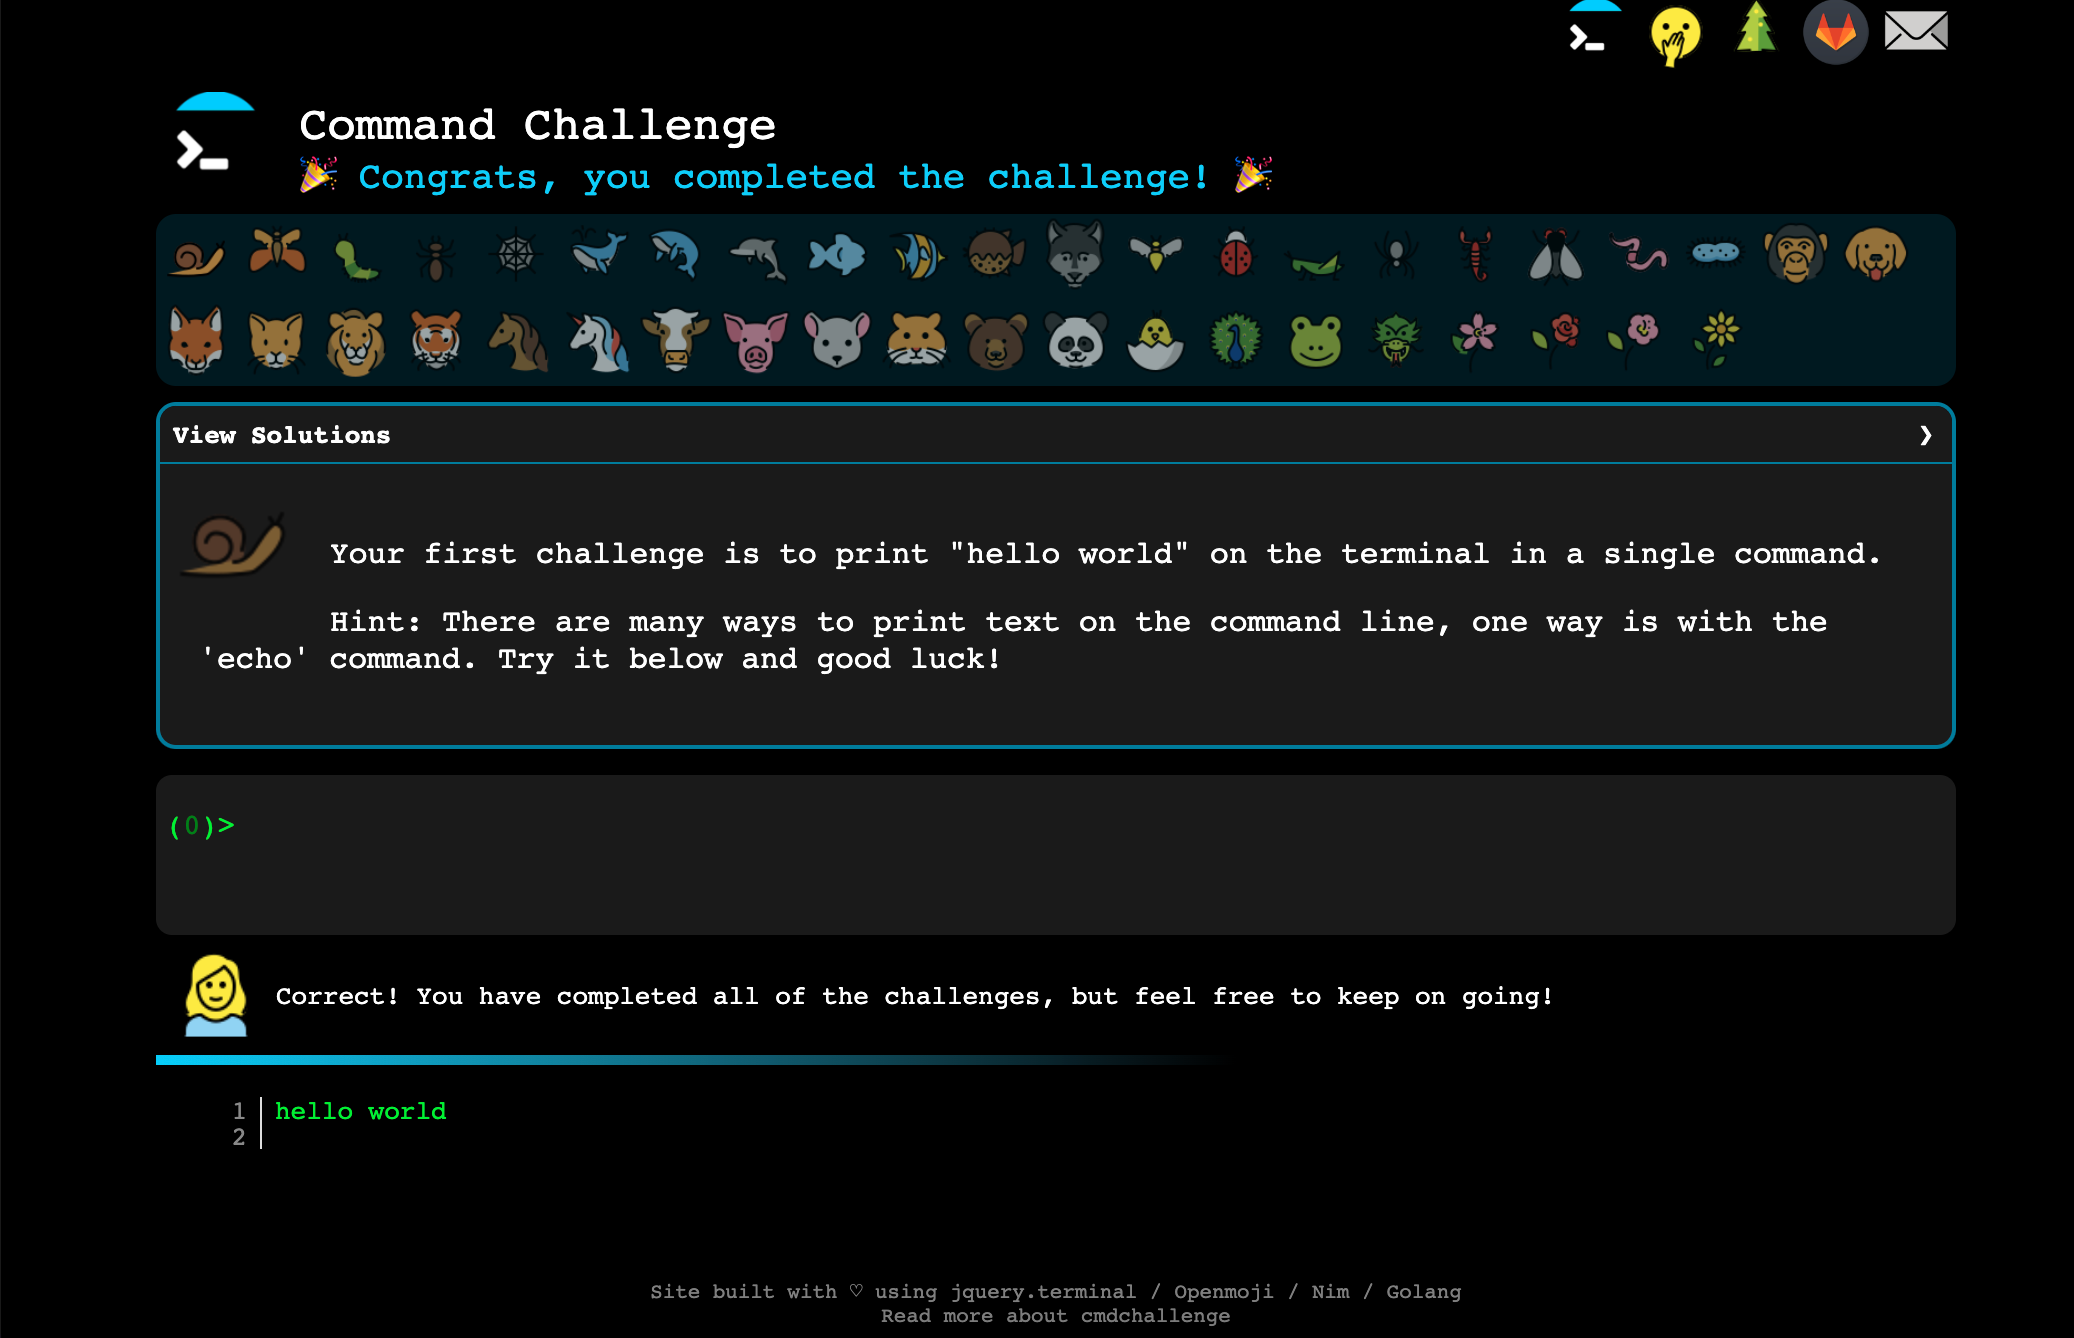 Command Challenge
Congrats, you completed the challenge!
View Solutions
Your first challenge is to print "hello world" on the terminal in a single command.
Hint: There are many ways to print text on the command line, one way is with the
'echo' command. Try it below and good luck!
(0)>
Correct! You have completed all of the challenges, but feel free to keep on going!
1 hello world
2
Site built with ♡ using jquery.terminal / Openmoji / Nim / Golang
Read more about cmdchallenge